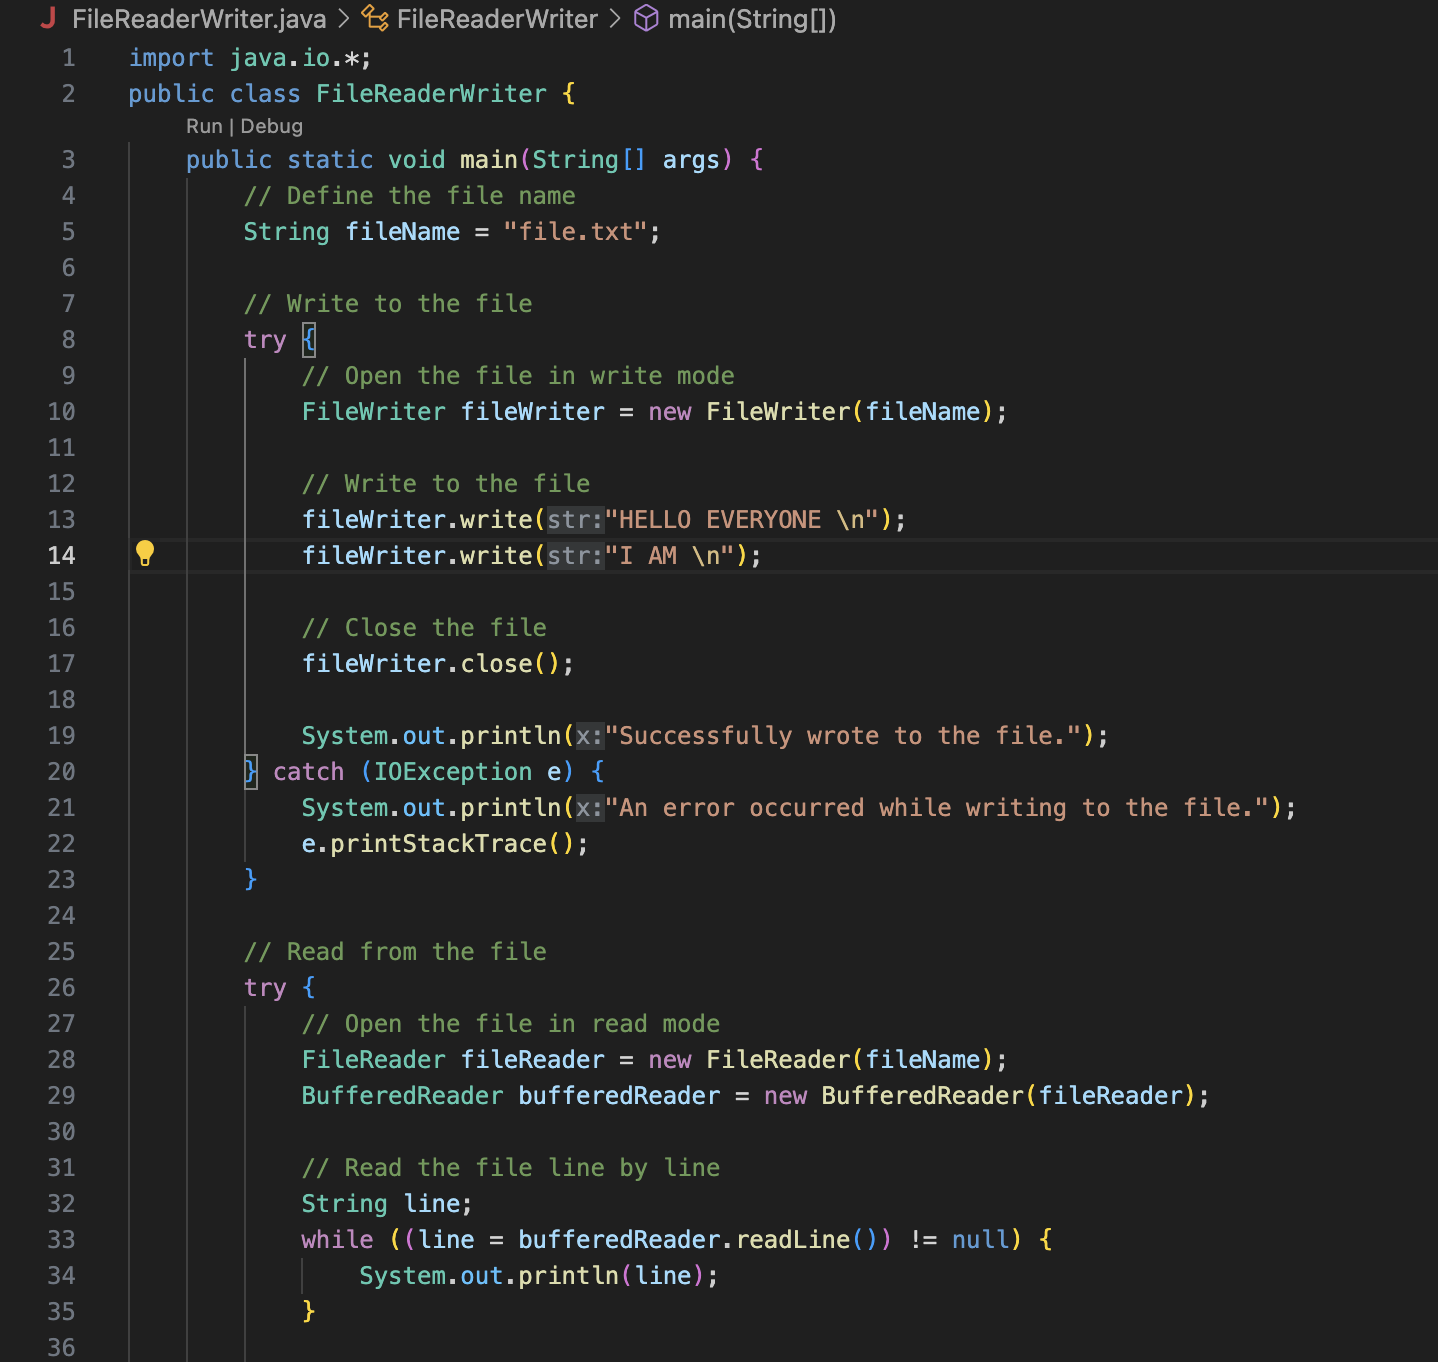 FileReaderWriter.java > FileReaderWriter > main(String[])
1 import java.io.*;
2 public class FileReaderWriter {
Run | Debug
3 public static void main(String[] args) {
4 // Define the file name
5 String fileName = "file.txt";
6
7 // Write to the file
8 try {
9 // Open the file in write mode
10 FileWriter fileWriter = new FileWriter(fileName);
11
12 // Write to the file
13 fileWriter.write(str:"HELLO EVERYONE \n");
14 fileWriter.write(str:"I AM \n");
15
16 // Close the file
17 fileWriter.close();
18
19 System.out.println(x:"Successfully wrote to the file.");
20 } catch (IOException e) {
21 System.out.println(x:"An error occurred while writing to the file.");
22 e.printStackTrace();
23 }
24
25 // Read from the file
26 try {
27 // Open the file in read mode
28 FileReader fileReader = new FileReader(fileName);
29 BufferedReader bufferedReader = new BufferedReader(fileReader);
30
31 // Read the file line by line
32 String line;
33 while ((line = bufferedReader.readLine()) != null) {
34 System.out.println(line);
35 }
36